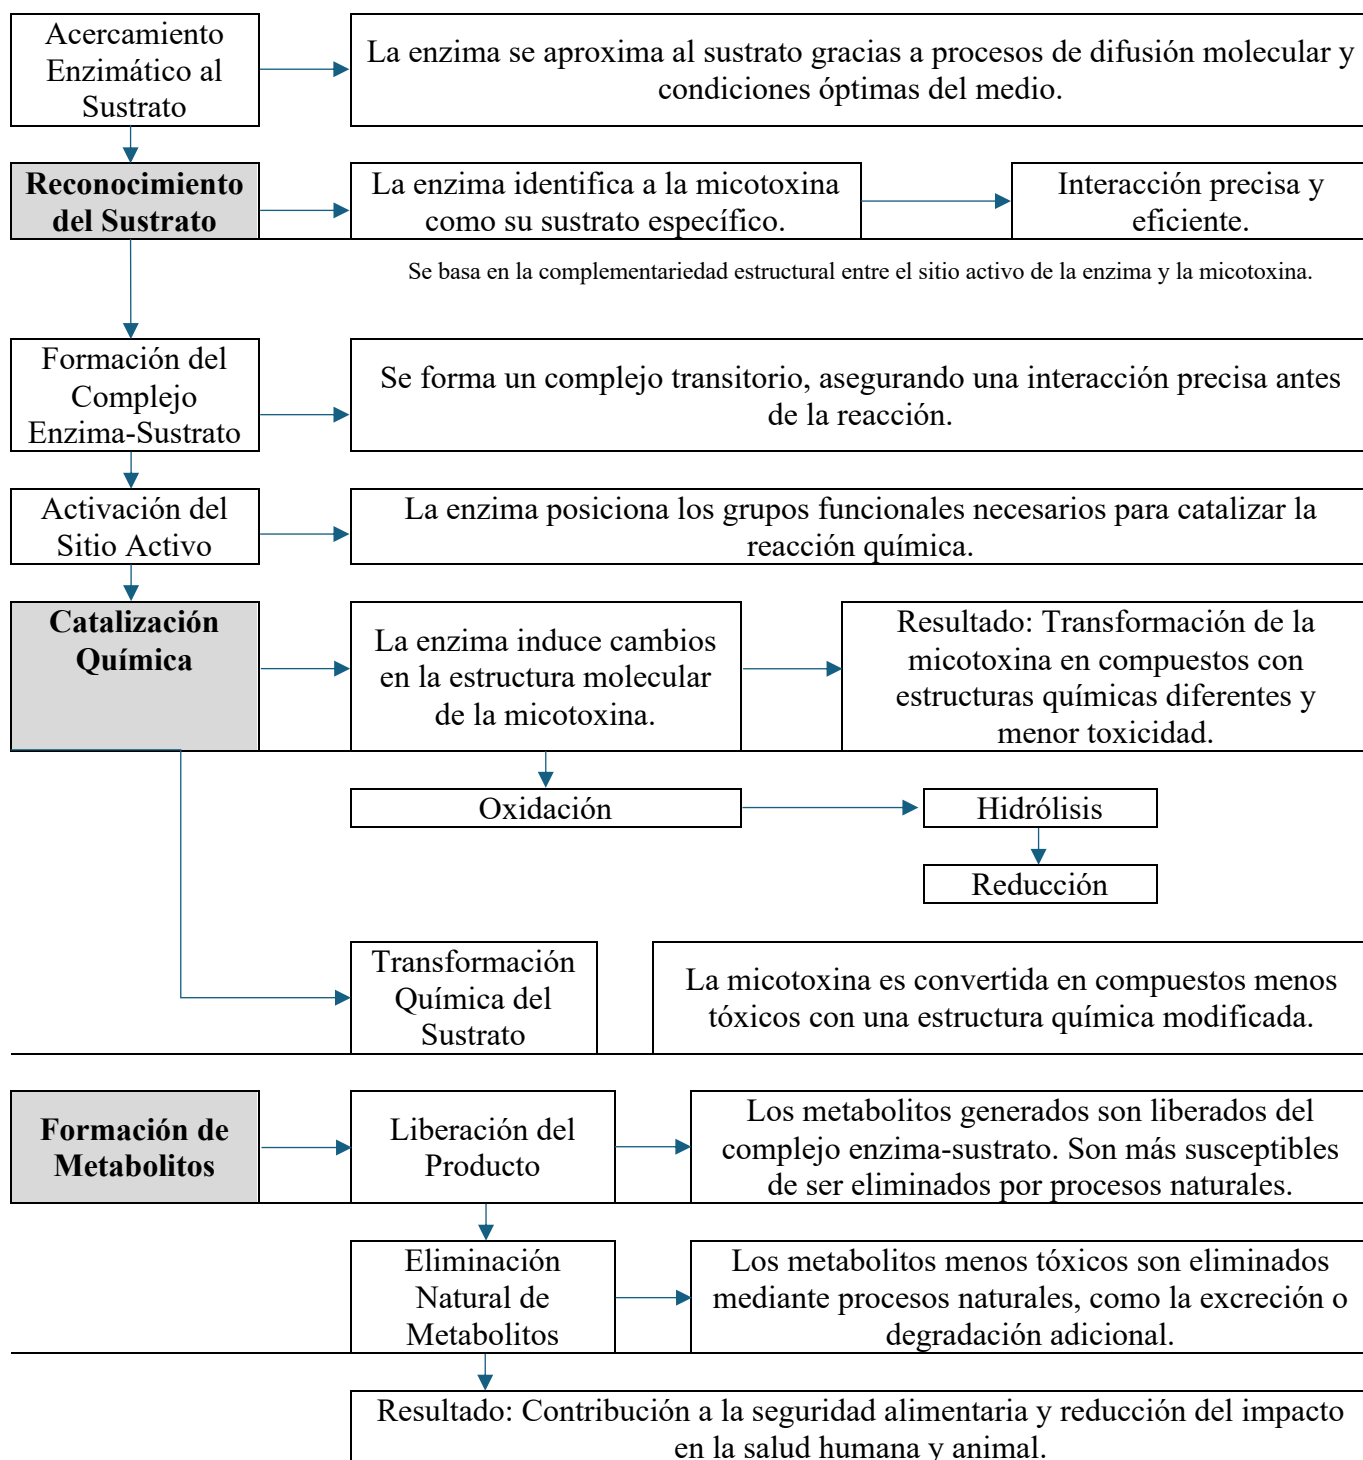 Acercamiento
Enzimático al
Sustrato
La enzima se aproxima al sustrato gracias a procesos de difusión molecular y
condiciones óptimas del medio.
Reconocimiento
del Sustrato
La enzima identifica a la micotoxina
como su sustrato específico.
Interacción precisa y
eficiente.
Se basa en la complementariedad estructural entre el sitio activo de la enzima y la micotoxina.
Formación del
Complejo
Enzima-Sustrato
Se forma un complejo transitorio, asegurando una interacción precisa antes
de la reacción.
Activación del
Sitio Activo
La enzima posiciona los grupos funcionales necesarios para catalizar la
reacción química.
Catalización
Química
La enzima induce cambios
en la estructura molecular
de la micotoxina.
Resultado: Transformación de la
micotoxina en compuestos con
estructuras químicas diferentes y
menor toxicidad.
Oxidación
Hidrólisis
Reducción
Transformación
Química del
Sustrato
La micotoxina es convertida en compuestos menos
tóxicos con una estructura química modificada.
Formación de
Metabolitos
Liberación del
Producto
Los metabolitos generados son liberados del
complejo enzima-sustrato. Son más susceptibles
de ser eliminados por procesos naturales.
Eliminación
Natural de
Metabolitos
Los metabolitos menos tóxicos son eliminados
mediante procesos naturales, como la excreción o
degradación adicional.
Resultado: Contribución a la seguridad alimentaria y reducción del impacto
en la salud humana y animal.